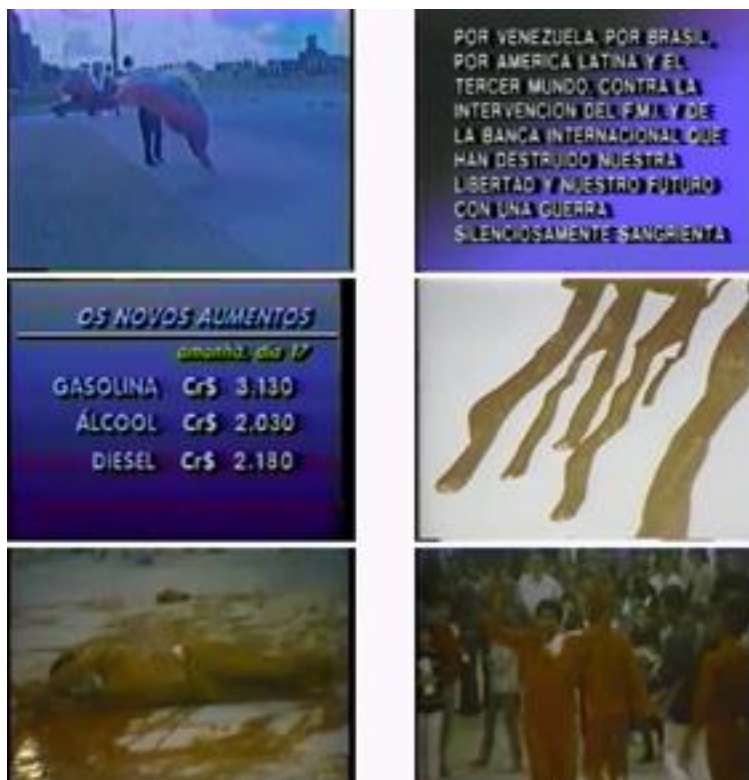 POR VENEZUELA, POR BRASIL,
POR AMERICA LATINA Y EL
TERCER MUNDO, CONTRA LA
INTERVENCION DEL F.M.I. Y DE
LA BANCA INTERNACIONAL QUE
HAN DESTRUIDO NUESTRA
LIBERTAD Y NUESTRO FUTURO
CON UNA GUERRA
SILENCIOSAMENTE SANGRIENTA
OS NOVOS AUMENTOS
amanhã, dia 17
GASOLINA Cr$ 3.130
ÁLCOOL Cr$ 2.030
DIESEL Cr$ 2.180